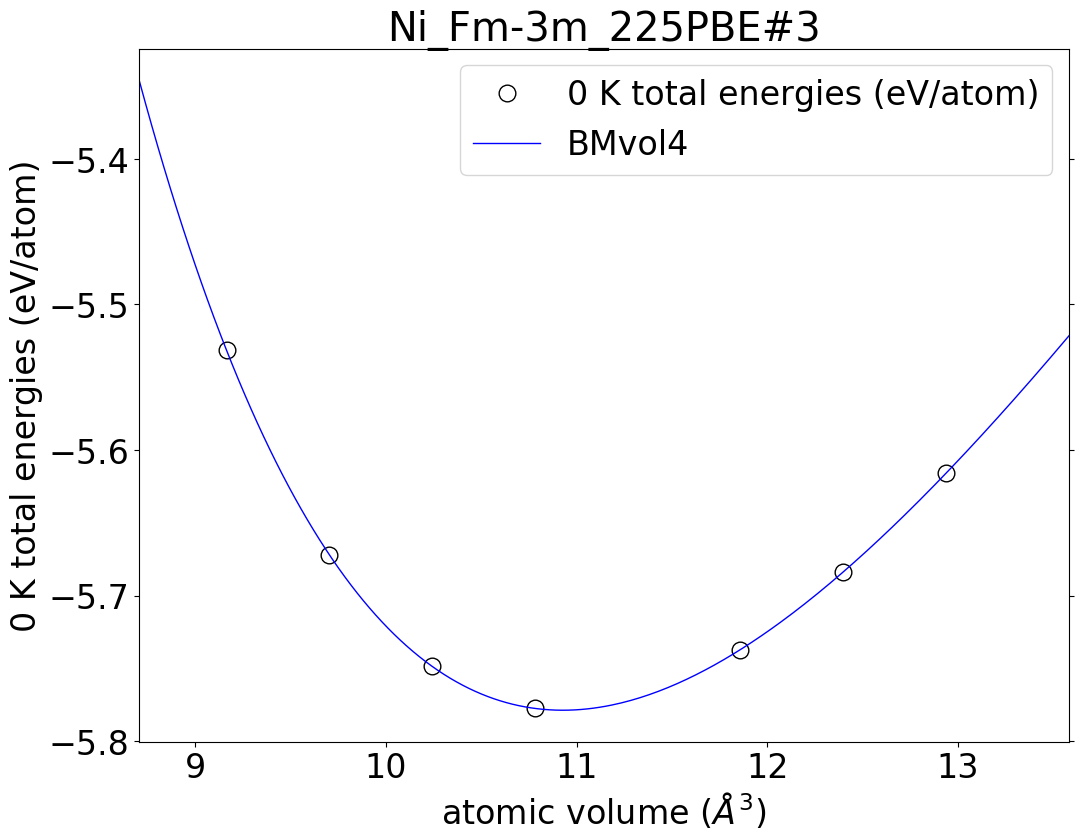 Ni_Fm-3m_225PBE#3
0 K total energies (eV/atom)
BMvol4
0 K total energies (eV/atom)
−5.4
−5.5
−5.6
−5.7
−5.8
9 10 11 12 13
atomic volume (Å³)